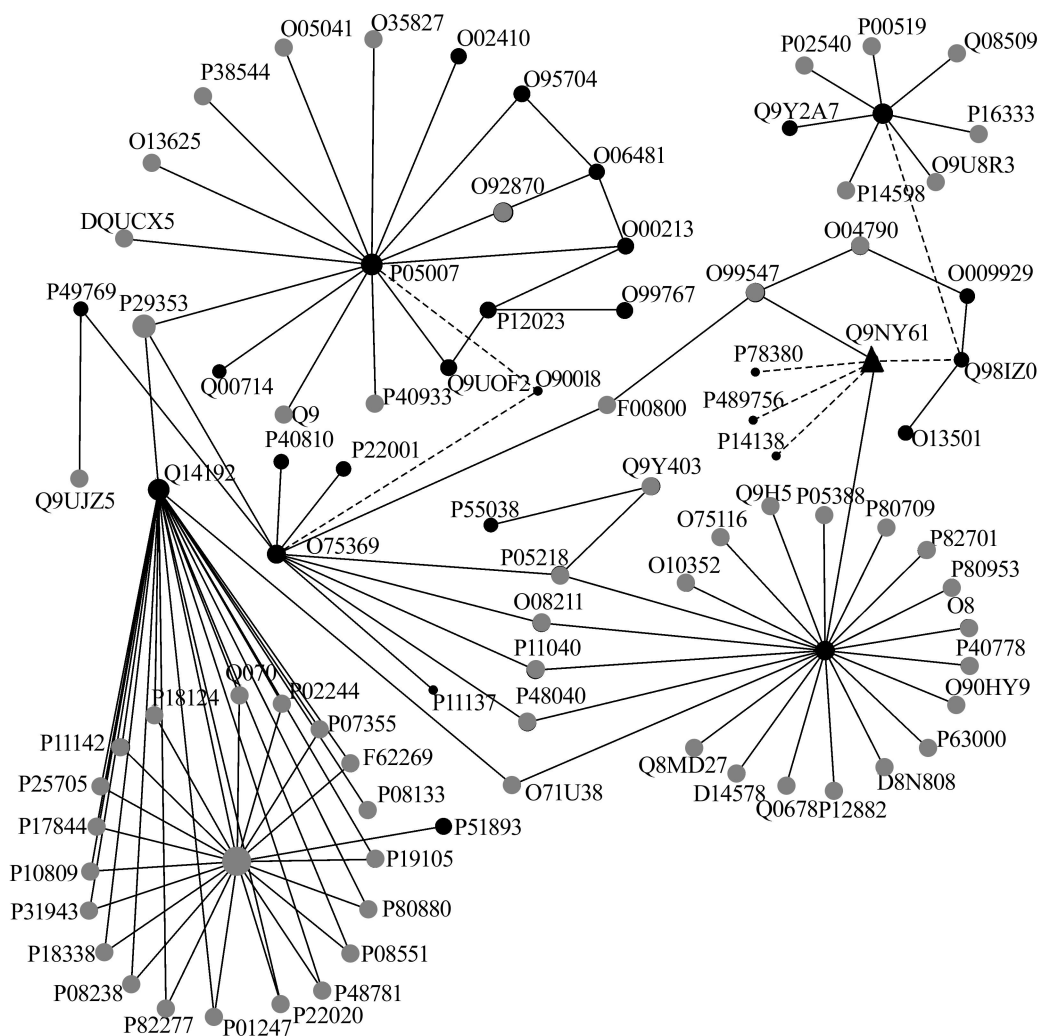 O05041
O35827
O02410
P38544
O95704
O13625
O06481
O92870
DQUCX5
O00213
P05007
P49769
P29353
O99767
P12023
Q00714
Q9UOF2
O90018
Q9
P40933
P02540
P00519
Q08509
Q9Y2A7
P16333
O9U8R3
P14598
O04790
O99547
O009929
Q9NY61
P78380
Q98IZ0
P489756
F00800
P14138
O13501
P40810
P22001
Q14192
Q9UJZ5
Q9Y403
P55038
Q9H5
P05388
P80709
O75116
P82701
O75369
P05218
O10352
P80953
O08211
O8
P11040
P40778
P48040
O90HY9
P11137
P63000
Q8MD27
D14578
Q0678
P12882
D8N808
O71U38
Q070
P18124
P02244
P07355
P11142
F62269
P25705
P08133
P17844
P51893
P19105
P10809
P31943
P80880
P18338
P08551
P08238
P48781
P82277
P01247
P22020